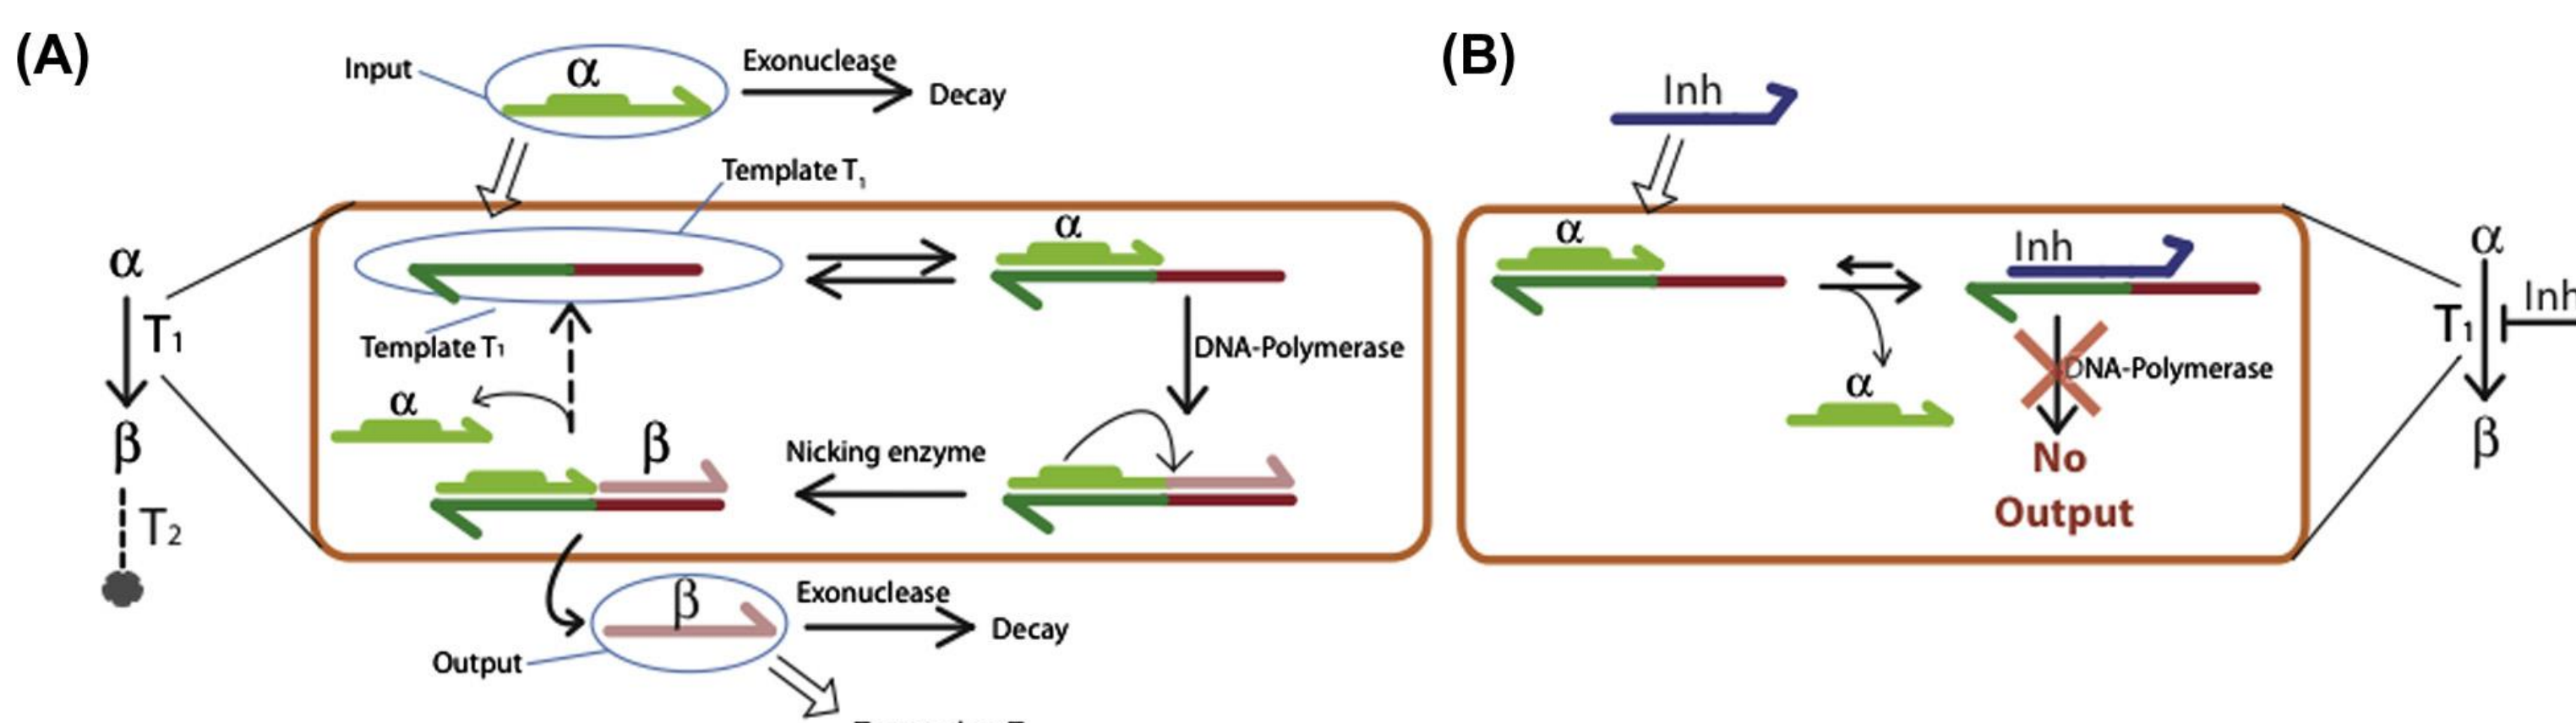 (A)
Input
α
Exonuclease
Decay
Template T₁
α
α
T₁
β
T₂
Template T₁
DNA-Polymerase
α
β
Nicking enzyme
β
Exonuclease
Decay
Output
(B)
Inh
α
Inh
α
DNA-Polymerase
No
Output
α
T₁
Inh
β